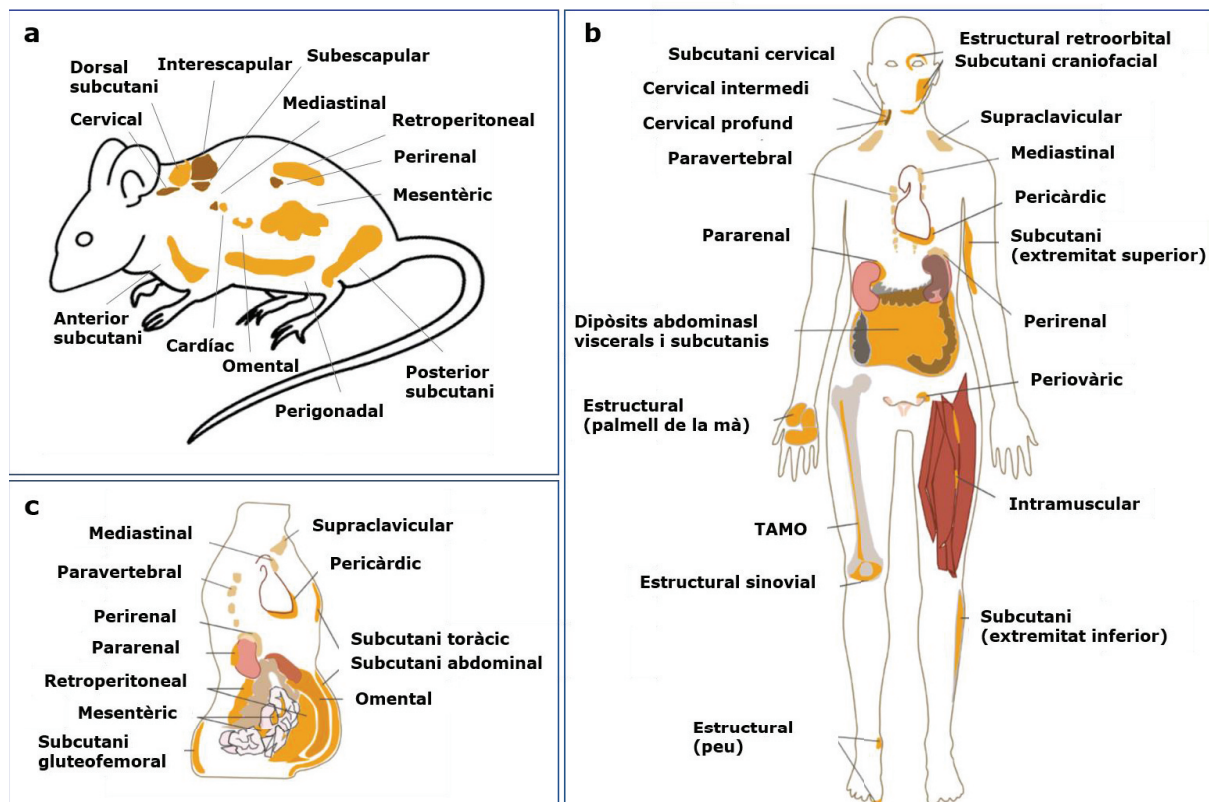 a
Dorsal
subcutani
Interescapular
Subescapular
Mediastinal
Cervical
Retroperitoneal
Perirenal
Mesentèric
Anterior
subcutani
Cardíac
Omental
Perigonadal
Posterior
subcutani
b
Subcutani cervical
Cervical intermedi
Cervical profund
Paravertebral
Pararenal
Dipòsits abdominasl
viscerals i subcutanis
Estructural
(palmell de la mà)
TAMO
Estructural sinovial
Estructural
(peu)
Estructural retroorbital
Subcutani craniofacial
Supraclavicular
Mediastinal
Pericàrdic
Subcutani
(extremitat superior)
Perirenal
Periovàric
Intramuscular
Subcutani
(extremitat inferior)
c
Mediastinal
Paravertebral
Perirenal
Pararenal
Retroperitoneal
Mesentèric
Subcutani
gluteofemoral
Supraclavicular
Pericàrdic
Subcutani toràcic
Subcutani abdominal
Omental